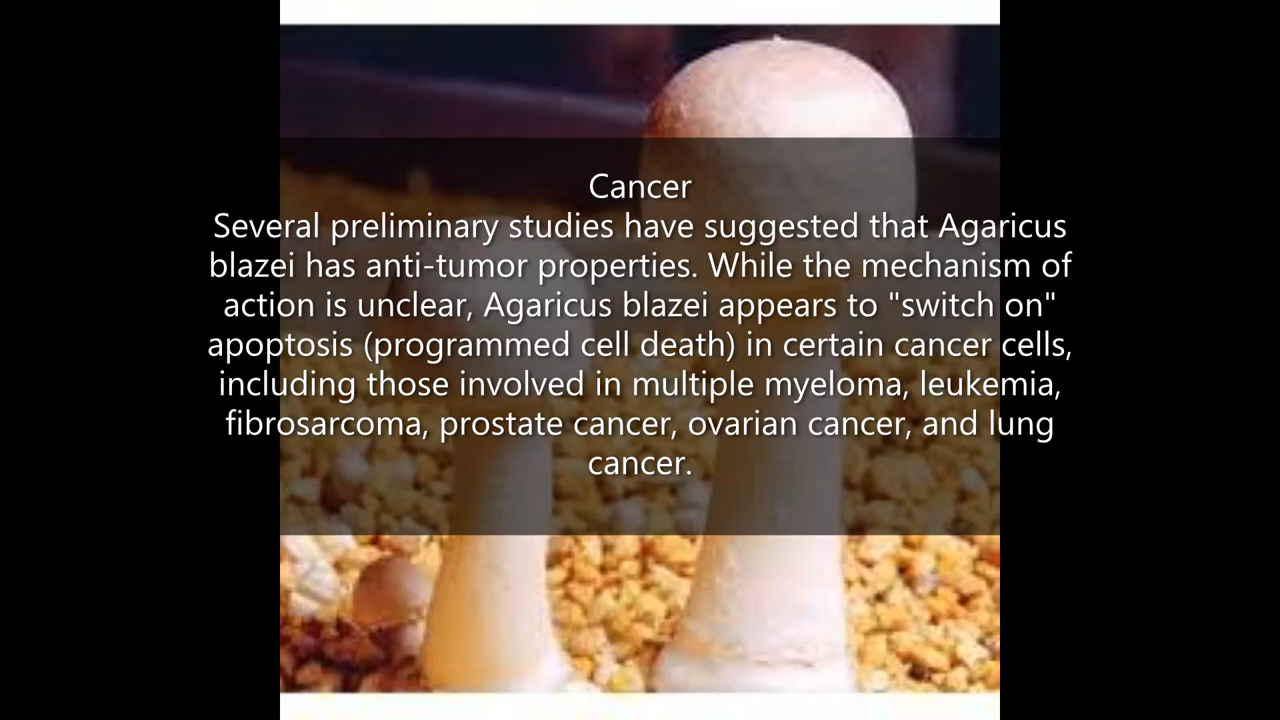 Cancer
Several preliminary studies have suggested that Agaricus
blazei has anti-tumor properties. While the mechanism of
action is unclear, Agaricus blazei appears to "switch on"
apoptosis (programmed cell death) in certain cancer cells,
including those involved in multiple myeloma, leukemia,
fibrosarcoma, prostate cancer, ovarian cancer, and lung
cancer.